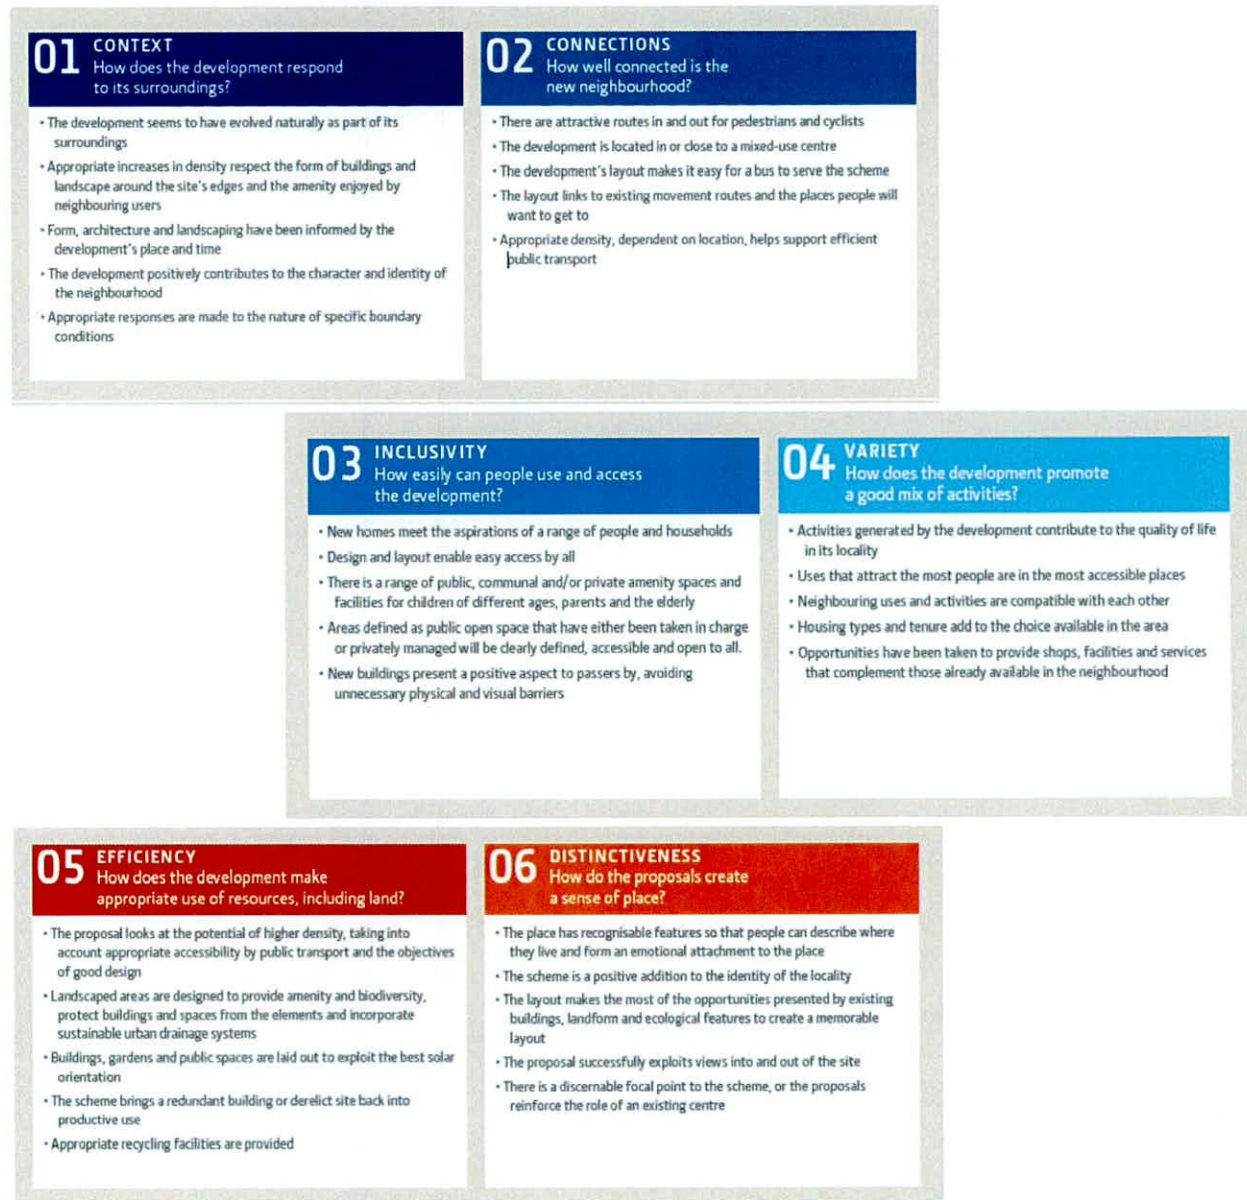 01 CONTEXT
How does the development respond
to its surroundings?
• The development seems to have evolved naturally as part of its
surroundings
• Appropriate increases in density respect the form of buildings and
landscape around the site's edges and the amenity enjoyed by
neighbouring users
• Form, architecture and landscaping have been informed by the
development's place and time
• The development positively contributes to the character and identity of
the neighbourhood
• Appropriate responses are made to the nature of specific boundary
conditions
02 CONNECTIONS
How well connected is the
new neighbourhood?
• There are attractive routes in and out for pedestrians and cyclists
• The development is located in or close to a mixed-use centre
• The development's layout makes it easy for a bus to serve the scheme
• The layout links to existing movement routes and the places people will
want to get to
• Appropriate density, dependent on location, helps support efficient
public transport
03 INCLUSIVITY
How easily can people use and access
the development?
• New homes meet the aspirations of a range of people and households
• Design and layout enable easy access by all
• There is a range of public, communal and/or private amenity spaces and
facilities for children of different ages, parents and the elderly
• Areas defined as public open space that have either been taken in charge
or privately managed will be clearly defined, accessible and open to all.
• New buildings present a positive aspect to passers by, avoiding
unnecessary physical and visual barriers
04 VARIETY
How does the development promote
a good mix of activities?
• Activities generated by the development contribute to the quality of life
in its locality
• Uses that attract the most people are in the most accessible places
• Neighbouring uses and activities are compatible with each other
• Housing types and tenure add to the choice available in the area
• Opportunities have been taken to provide shops, facilities and services
that complement those already available in the neighbourhood
05 EFFICIENCY
How does the development make
appropriate use of resources, including land?
• The proposal looks at the potential of higher density, taking into
account appropriate accessibility by public transport and the objectives
of good design
• Landscaped areas are designed to provide amenity and biodiversity,
protect buildings and spaces from the elements and incorporate
sustainable urban drainage systems
• Buildings, gardens and public spaces are laid out to exploit the best solar
orientation
• The scheme brings a redundant building or derelict site back into
productive use
• Appropriate recycling facilities are provided
06 DISTINCTIVENESS
How do the proposals create
a sense of place?
• The place has recognisable features so that people can describe where
they live and form an emotional attachment to the place
• The scheme is a positive addition to the identity of the locality
• The layout makes the most of the opportunities presented by existing
buildings, landform and ecological features to create a memorable
layout
• The proposal successfully exploits views into and out of the site
• There is a discernable focal point to the scheme, or the proposals
reinforce the role of an existing centre